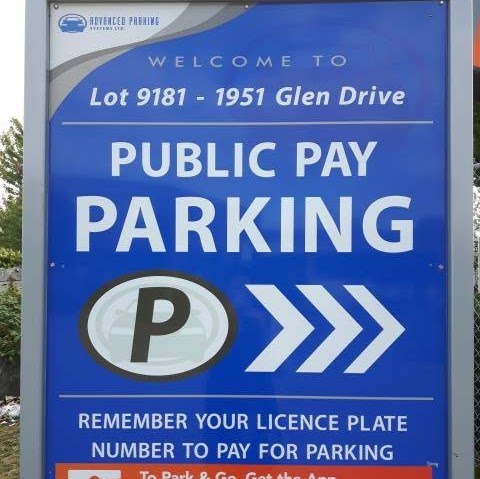 ADVANCED PARKING
SYSTEMS LTD.
WELCOME TO
Lot 9181 - 1951 Glen Drive
PUBLIC PAY
PARKING
P
REMEMBER YOUR LICENCE PLATE
NUMBER TO PAY FOR PARKING
To Park & Go, Get the App